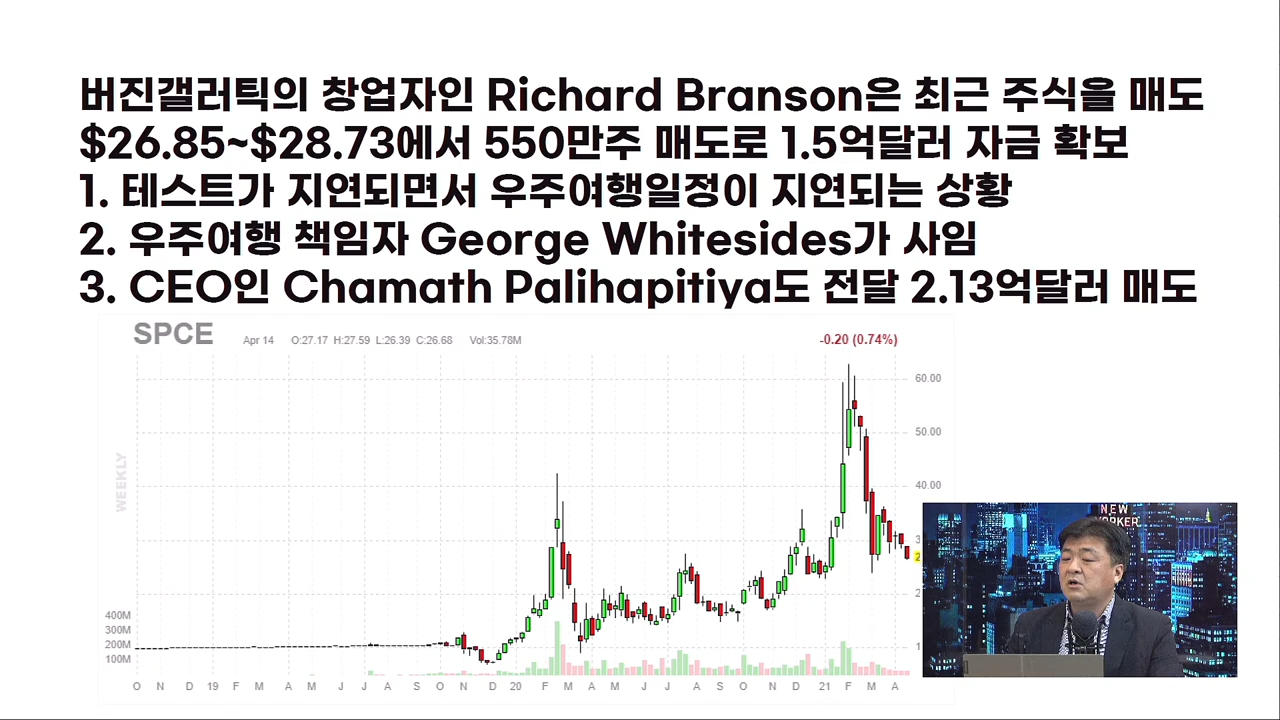 버진갤러틱의 창업자인 Richard Branson은 최근 주식을 매도
$26.85~$28.73에서 550만주 매도로 1.5억달러 자금 확보
1. 테스트가 지연되면서 우주여행일정이 지연되는 상황
2. 우주여행 책임자 George Whitesides가 사임
3. CEO인 Chamath Palihapitiya도 전달 2.13억달러 매도
SPCE Apr 14 O:27.17 H:27.59 L:26.39 C:26.68 Vol:35.78M -0.20 (0.74%)
60.00
50.00
40.00
3
2
2
1
WEEKLY
400M
300M
200M
100M
O N D 19 F M A M J J A S O N D 20 F M A M J J A S O N D 21 F M A
NEW
YORKER